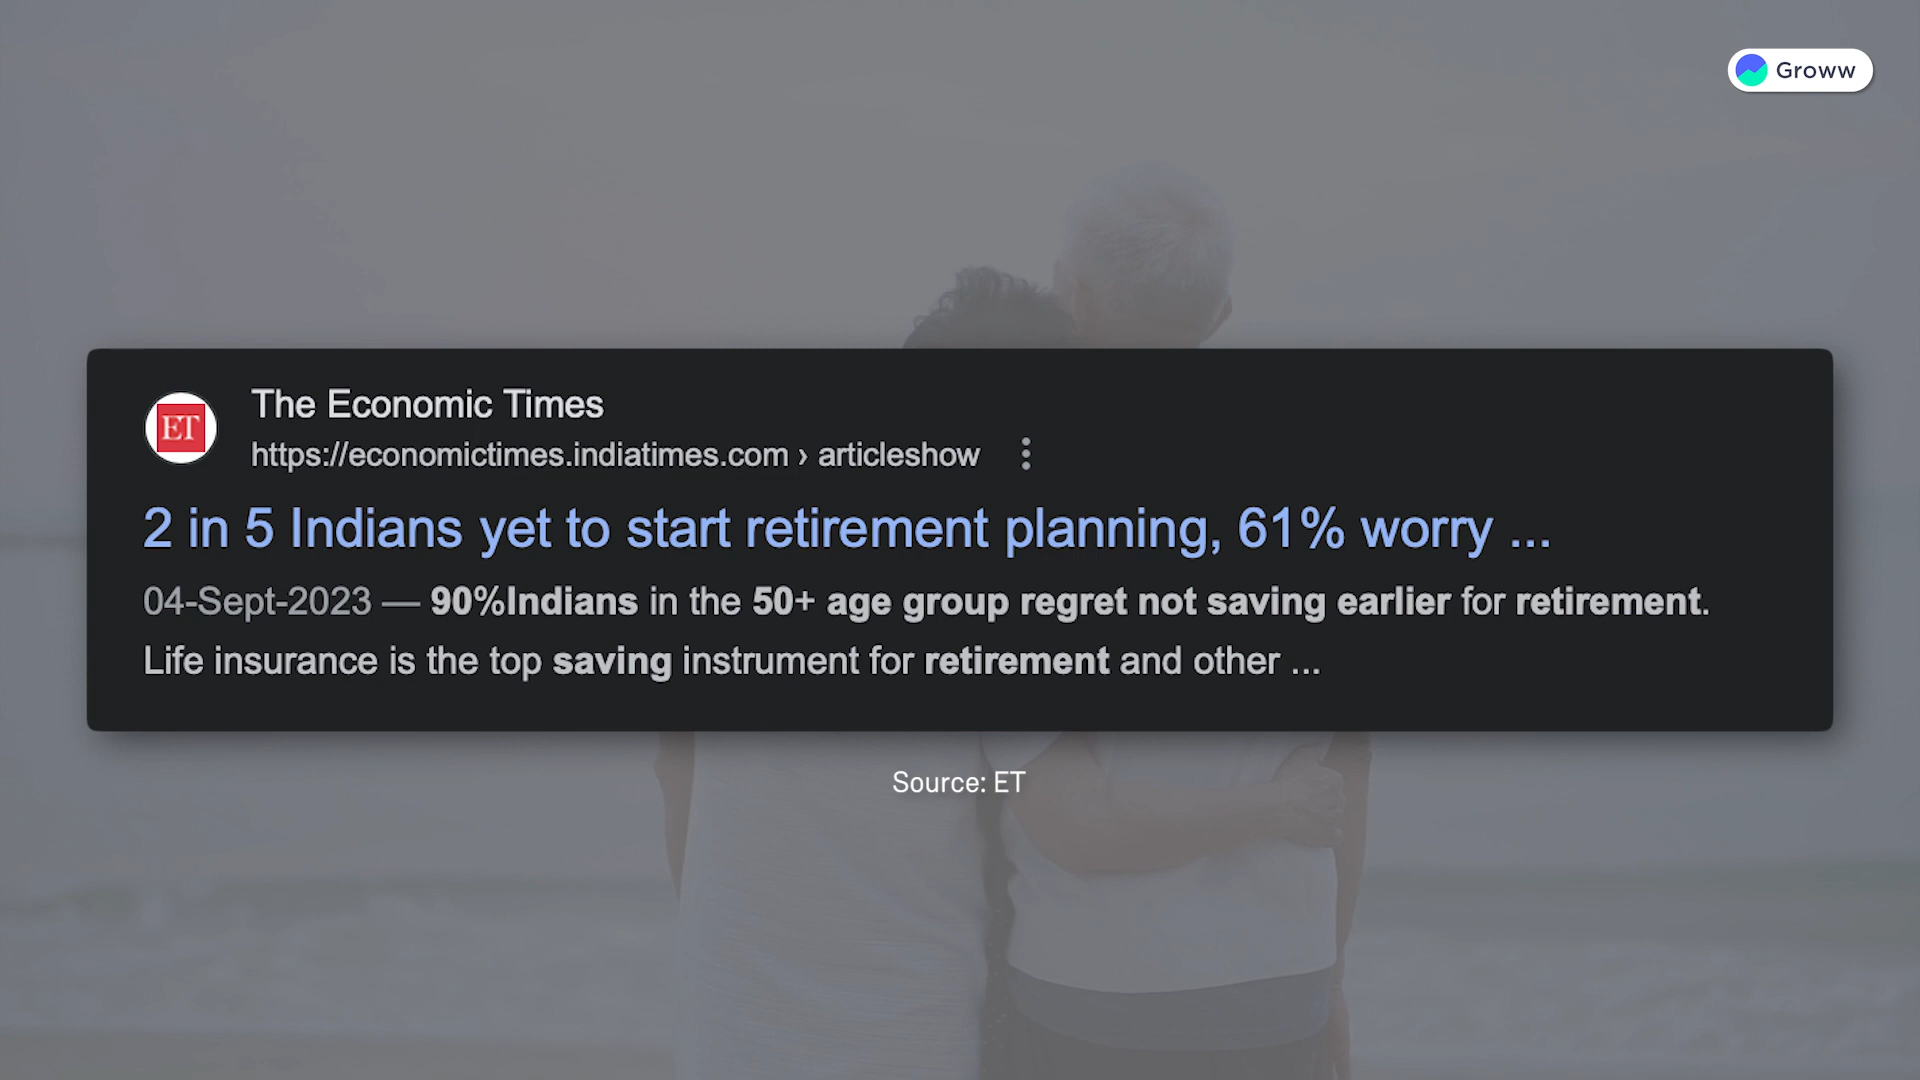 Groww
The Economic Times
https://economictimes.indiatimes.com › articleshow
2 in 5 Indians yet to start retirement planning, 61% worry ...
04-Sept-2023 — 90%Indians in the 50+ age group regret not saving earlier for retirement.
Life insurance is the top saving instrument for retirement and other ...
Source: ET
ET